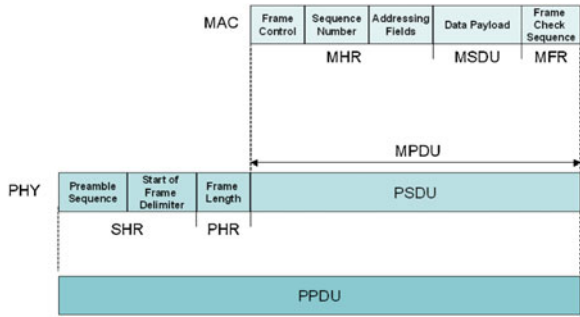 MAC
Frame Control
Sequence Number
Addressing Fields
Data Payload
Frame Check Sequence
MHR
MSDU
MFR
MPDU
PHY
Preamble Sequence
Start of Frame Delimiter
Frame Length
PSDU
SHR
PHR
PPDU